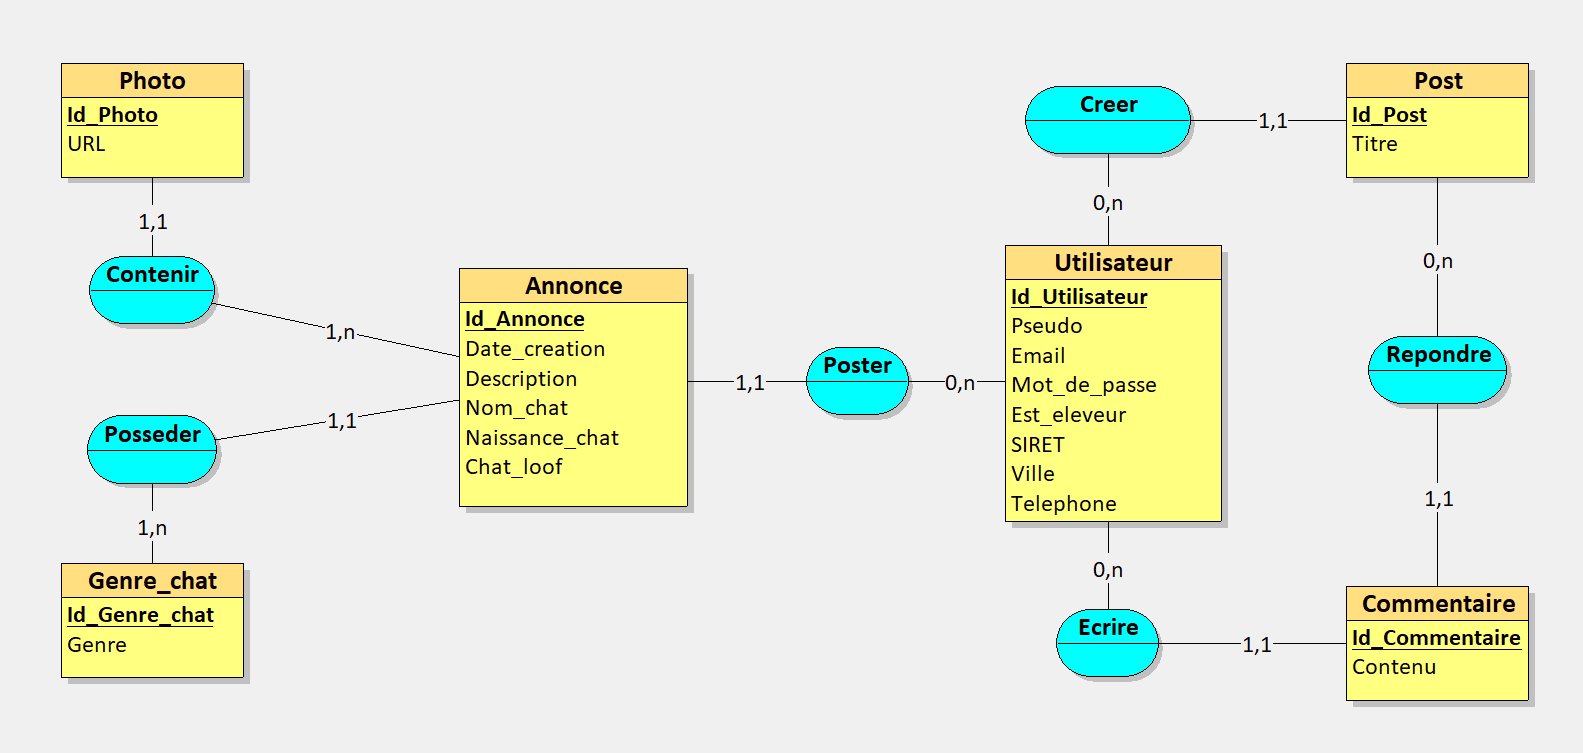 Photo
Id_Photo
URL
1,1
Contenir
1,n
Posseder
1,1
1,n
Genre_chat
Id_Genre_chat
Genre
Annonce
Id_Annonce
Date_creation
Description
Nom_chat
Naissance_chat
Chat_loof
1,1
Poster
0,n
Creer
1,1
0,n
Utilisateur
Id_Utilisateur
Pseudo
Email
Mot_de_passe
Est_eleveur
SIRET
Ville
Telephone
0,n
Ecrire
1,1
Post
Id_Post
Titre
0,n
Repondre
1,1
Commentaire
Id_Commentaire
Contenu